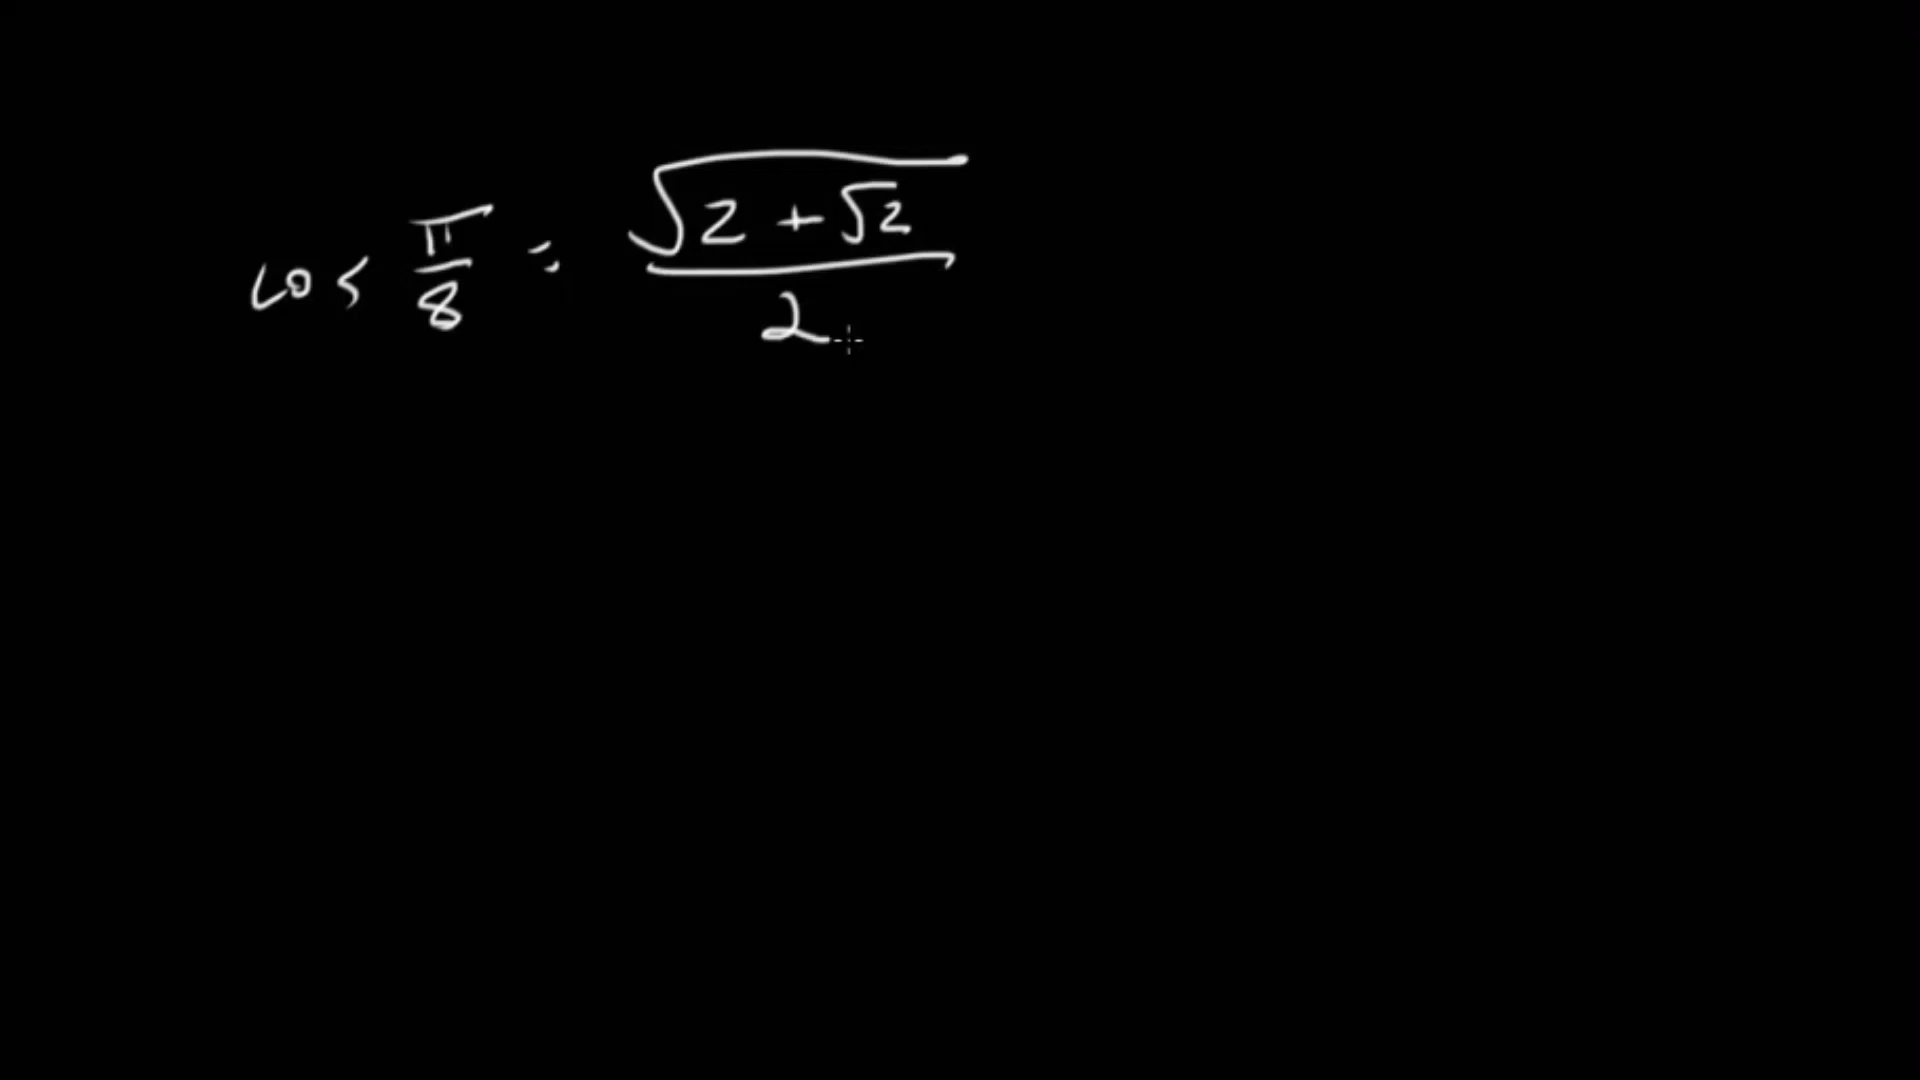 cos π/8 = √(2 + √2)/2